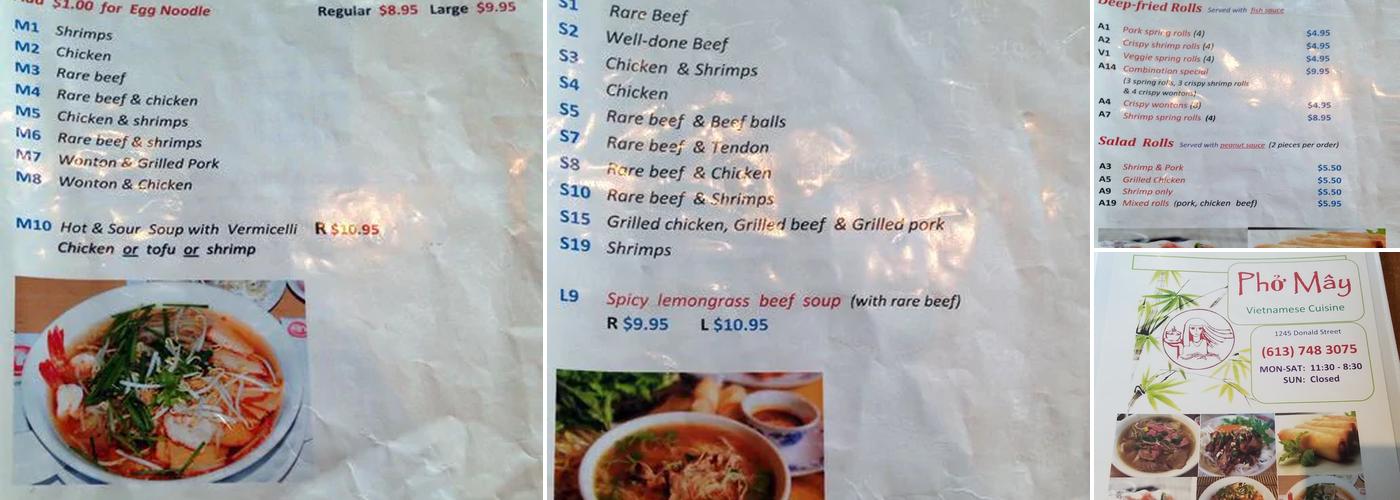 $1.00 for Egg Noodle Regular $8.95 Large $9.95
M1 Shrimps
M2 Chicken
M3 Rare beef
M4 Rare beef & chicken
M5 Chicken & shrimps
M6 Rare beef & shrimps
M7 Wonton & Grilled Pork
M8 Wonton & Chicken
M10 Hot & Sour Soup with Vermicelli R $10.95
Chicken or tofu or shrimp
S1 Rare Beef
S2 Well-done Beef
S3 Chicken & Shrimps
S4 Chicken
S5 Rare beef & Beef balls
S7 Rare beef & Tendon
S8 Rare beef & Chicken
S10 Rare beef & Shrimps
S15 Grilled chicken, Grilled beef & Grilled pork
S19 Shrimps
L9 Spicy lemongrass beef soup (with rare beef)
R $9.95 L $10.95
Deep-fried Rolls Served with fish sauce
A1 Pork spring rolls (4) $4.95
A2 Crispy shrimp rolls (4) $4.95
V1 Veggie spring rolls (4) $4.95
A14 Combination special $9.95
(3 spring rolls, 3 crispy shrimp rolls
& 4 crispy wontons)
A4 Crispy wontons (8) $4.95
A7 Shrimp spring rolls (4) $8.95
Salad Rolls Served with peanut sauce (2 pieces per order)
A3 Shrimp & Pork $5.50
A5 Grilled Chicken $5.50
A9 Shrimp only $5.50
A19 Mixed rolls (pork, chicken beef) $5.95
Phở Mây
Vietnamese Cuisine
1245 Donald Street
(613) 748 3075
MON-SAT: 11:30 - 8:30
SUN: Closed